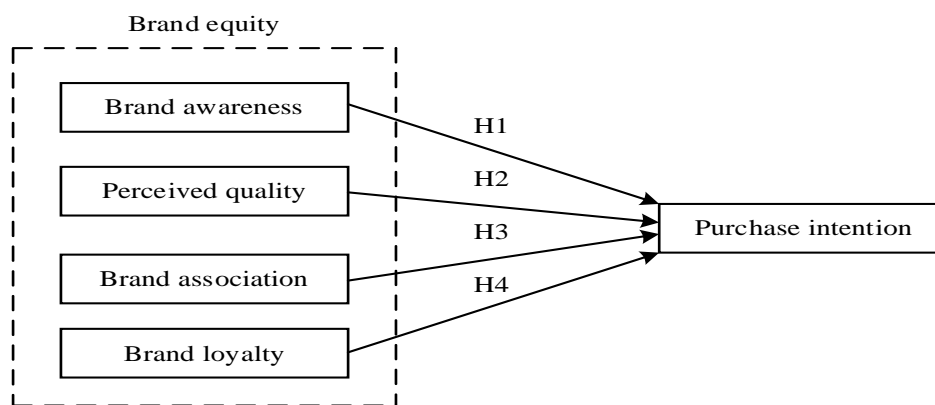 Brand equity
Brand awareness
H1
Perceived quality
H2
Purchase intention
H3
Brand association
H4
Brand loyalty